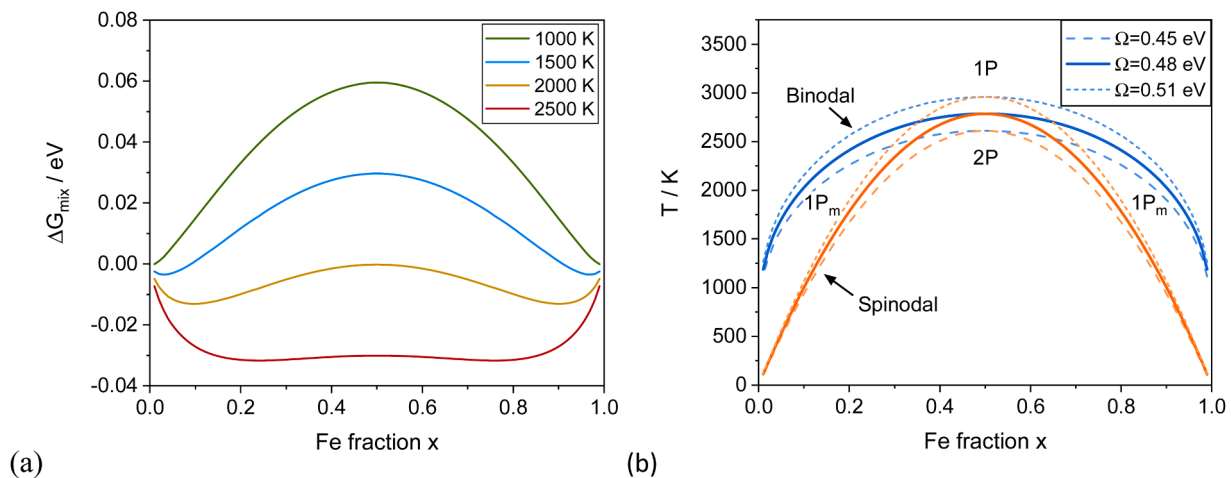 0.08
0.06
0.04
0.02
0.00
-0.02
-0.04
ΔG_mix / eV
1000 K
1500 K
2000 K
2500 K
0.0 0.2 0.4 0.6 0.8 1.0
Fe fraction x
(a)
3750
3500
3000
2500
2000
1750
1250
1000
500
0
T / K
Ω=0.45 eV
Ω=0.48 eV
Ω=0.51 eV
1P
Binodal
2P
1P_m
1P_m
Spinodal
0.0 0.2 0.4 0.6 0.8 1.0
Fe fraction x
(b)